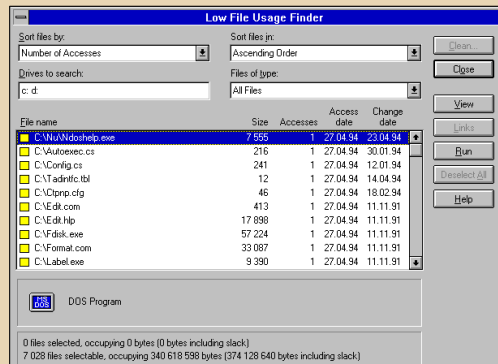 Low File Usage Finder
Sort files by:
Sort files in:
Number of Accesses
Ascending Order
Clean...
Close
Drives to search:
Files of type:
c: d:
All Files
View
Links
Run
Deselect All
Help
File name Size Accesses Access date Change date
C:\Nu\Ndoshelp.exe 7 555 1 27.04.94 23.04.94
C:\Autoexec.cs 216 1 27.04.94 30.01.94
C:\Config.cs 241 1 27.04.94 12.01.94
C:\Tadintfc.tbl 12 1 27.04.94 14.04.94
C:\Ctpnp.cfg 46 1 27.04.94 18.02.94
C:\Edit.com 413 1 27.04.94 11.11.91
C:\Edit.hlp 17 898 1 27.04.94 11.11.91
C:\Fdisk.exe 57 224 1 27.04.94 11.11.91
C:\Format.com 33 087 1 27.04.94 11.11.91
C:\Label.exe 9 390 1 27.04.94 11.11.91
MS DOS
DOS Program
0 files selected, occupying 0 bytes (0 bytes including slack)
7 028 files selectable, occupying 340 618 598 bytes (374 128 640 bytes including slack)